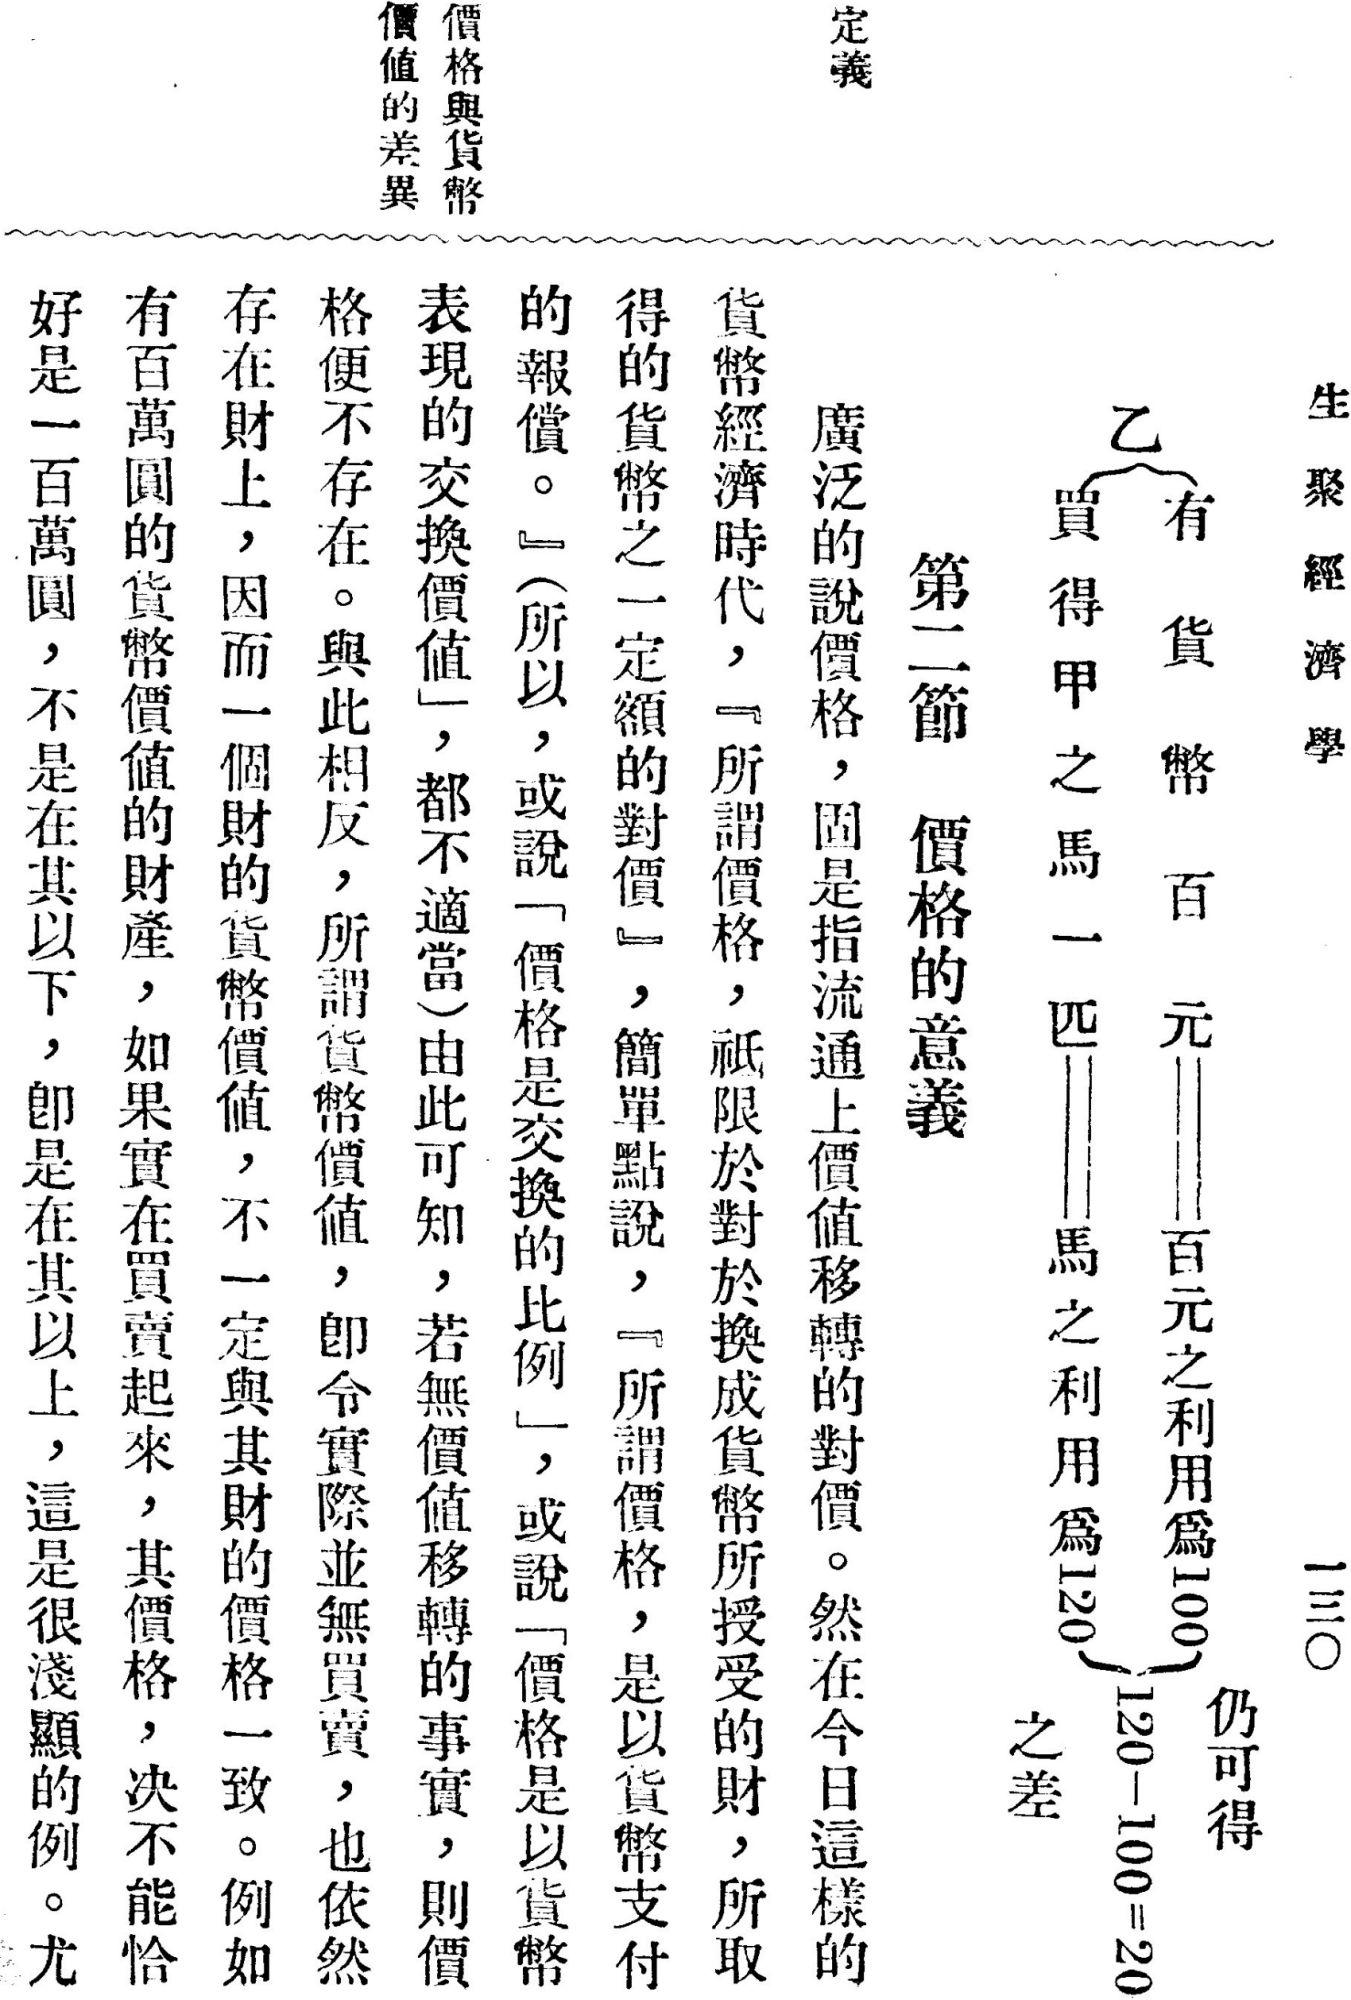 生聚經濟學
一三〇
乙
有貨幣百元══百元之利用爲100
買得甲之馬一匹══馬之利用爲120
仍可得
120－100＝20
之差
第二節　價格的意義
定義
廣泛的說價格，固是指流通上價值移轉的對價。然在今日這樣的
貨幣經濟時代，『所謂價格，祇限於對於換成貨幣所授受的財，所取
得的貨幣之一定額的對價』，簡單點說，『所謂價格，是以貨幣支付
的報償。』（所以，或說「價格是交換的比例」，或說「價格是以貨幣
價格與貨幣
價値的差異
表現的交換價值」，都不適當）由此可知，若無價值移轉的事實，則價
格便不存在。與此相反，所謂貨幣價值，卽令實際並無買賣，也依然
存在財上，因而一個財的貨幣價值，不一定與其財的價格一致。例如
有百萬圓的貨幣價值的財產，如果實在買賣起來，其價格，决不能恰
好是一百萬圓，不是在其以下，卽是在其以上，這是很淺顯的例。尤